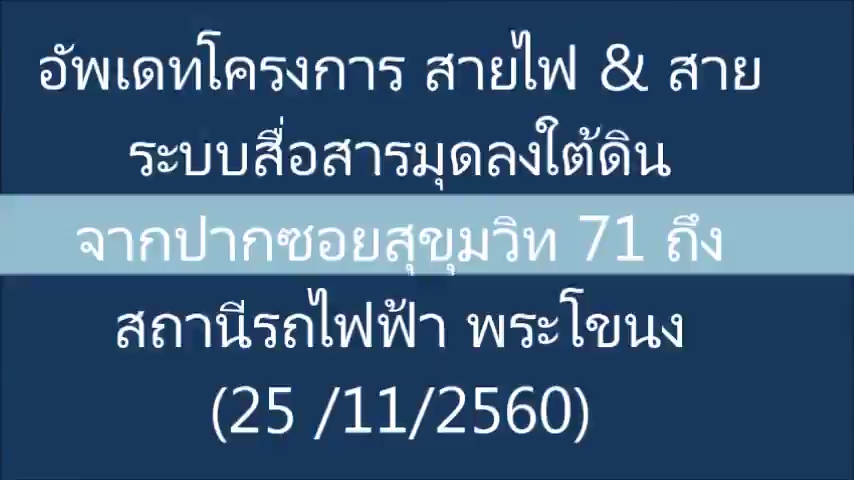 อัพเดทโครงการ สายไฟ & สาย
ระบบสื่อสารมุดลงใต้ดิน
จากปากซอยสุขุมวิท 71 ถึง
สถานีรถไฟฟ้า พระโขนง
(25 /11/2560)